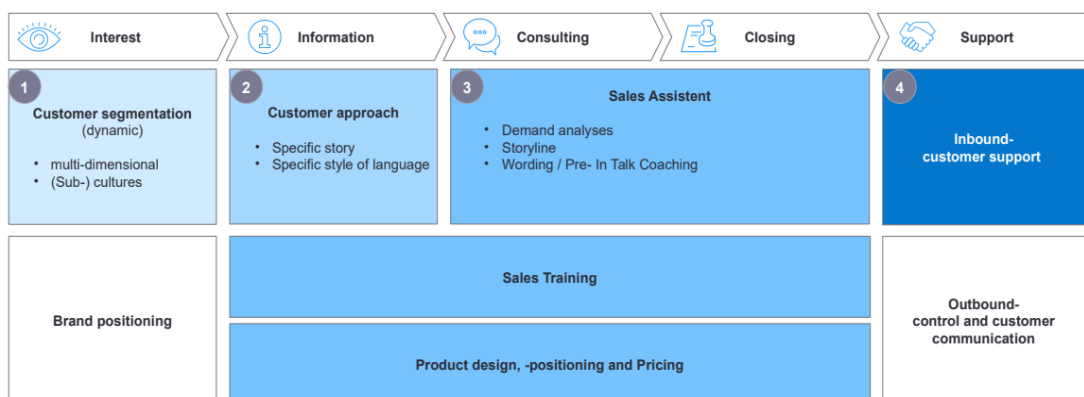 Interest
Information
Consulting
Closing
Support
1
Customer segmentation
(dynamic)
• multi-dimensional
• (Sub-) cultures
2
Customer approach
• Specific story
• Specific style of language
3
Sales Assistent
• Demand analyses
• Storyline
• Wording / Pre- In Talk Coaching
4
Inbound-
customer support
Brand positioning
Sales Training
Product design, -positioning and Pricing
Outbound-
control and customer
communication